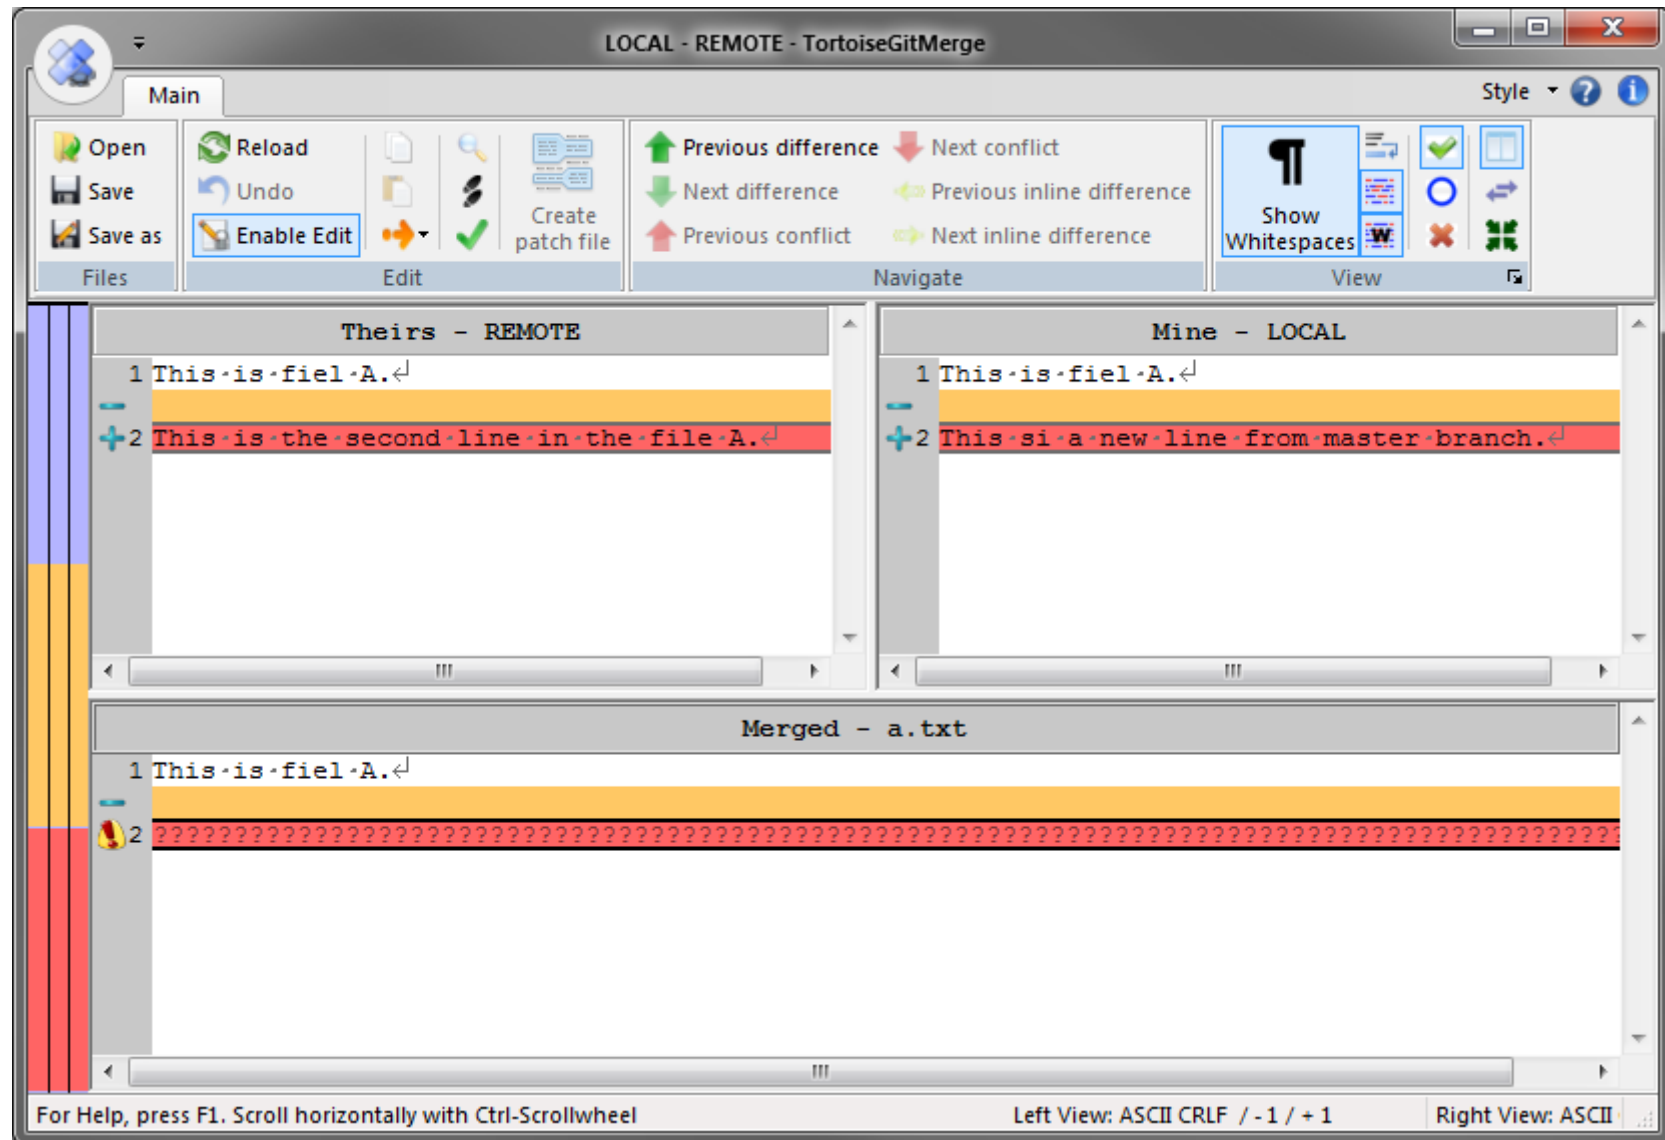 LOCAL - REMOTE - TortoiseGitMerge
Main
Style
Open
Save
Save as
Files
Reload
Undo
Enable Edit
Create
patch file
Edit
Previous difference
Next difference
Previous conflict
Next conflict
Previous inline difference
Next inline difference
Navigate
¶
Show
Whitespaces
W
View
Theirs - REMOTE
1 This·is·fiel·A.↵
2 This·is·the·second·line·in·the·file·A.↵
Mine - LOCAL
1 This·is·fiel·A.↵
2 This·si·a·new·line·from·master·branch.↵
Merged - a.txt
1 This·is·fiel·A.↵
2 ????????????????????????????????????????????????????????????????????????????????????????????
For Help, press F1. Scroll horizontally with Ctrl-Scrollwheel
Left View: ASCII CRLF / - 1 / + 1
Right View: ASCII